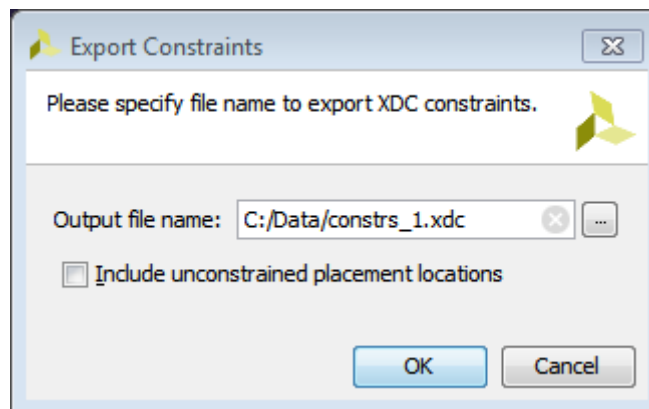 Export Constraints
Please specify file name to export XDC constraints.
Output file name: C:/Data/constrs_1.xdc ...
Include unconstrained placement locations
OK Cancel